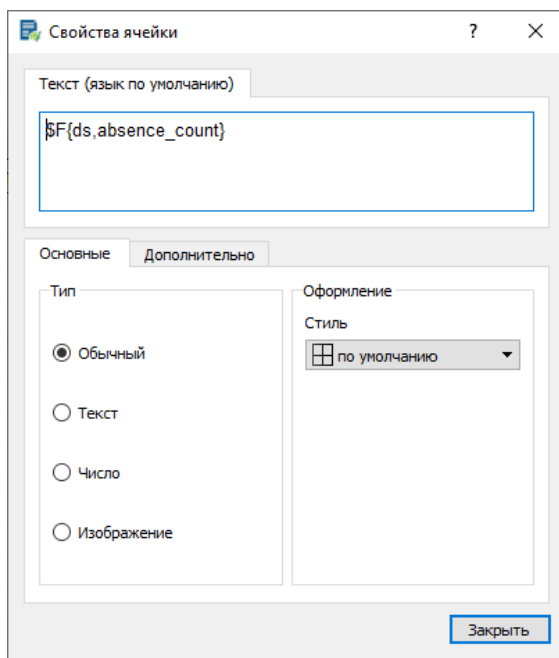 Свойства ячейки
Текст (язык по умолчанию)
$F{ds,absence_count}
Основные
Дополнительно
Тип
Обычный
Текст
Число
Изображение
Оформление
Стиль
по умолчанию
Закрыть